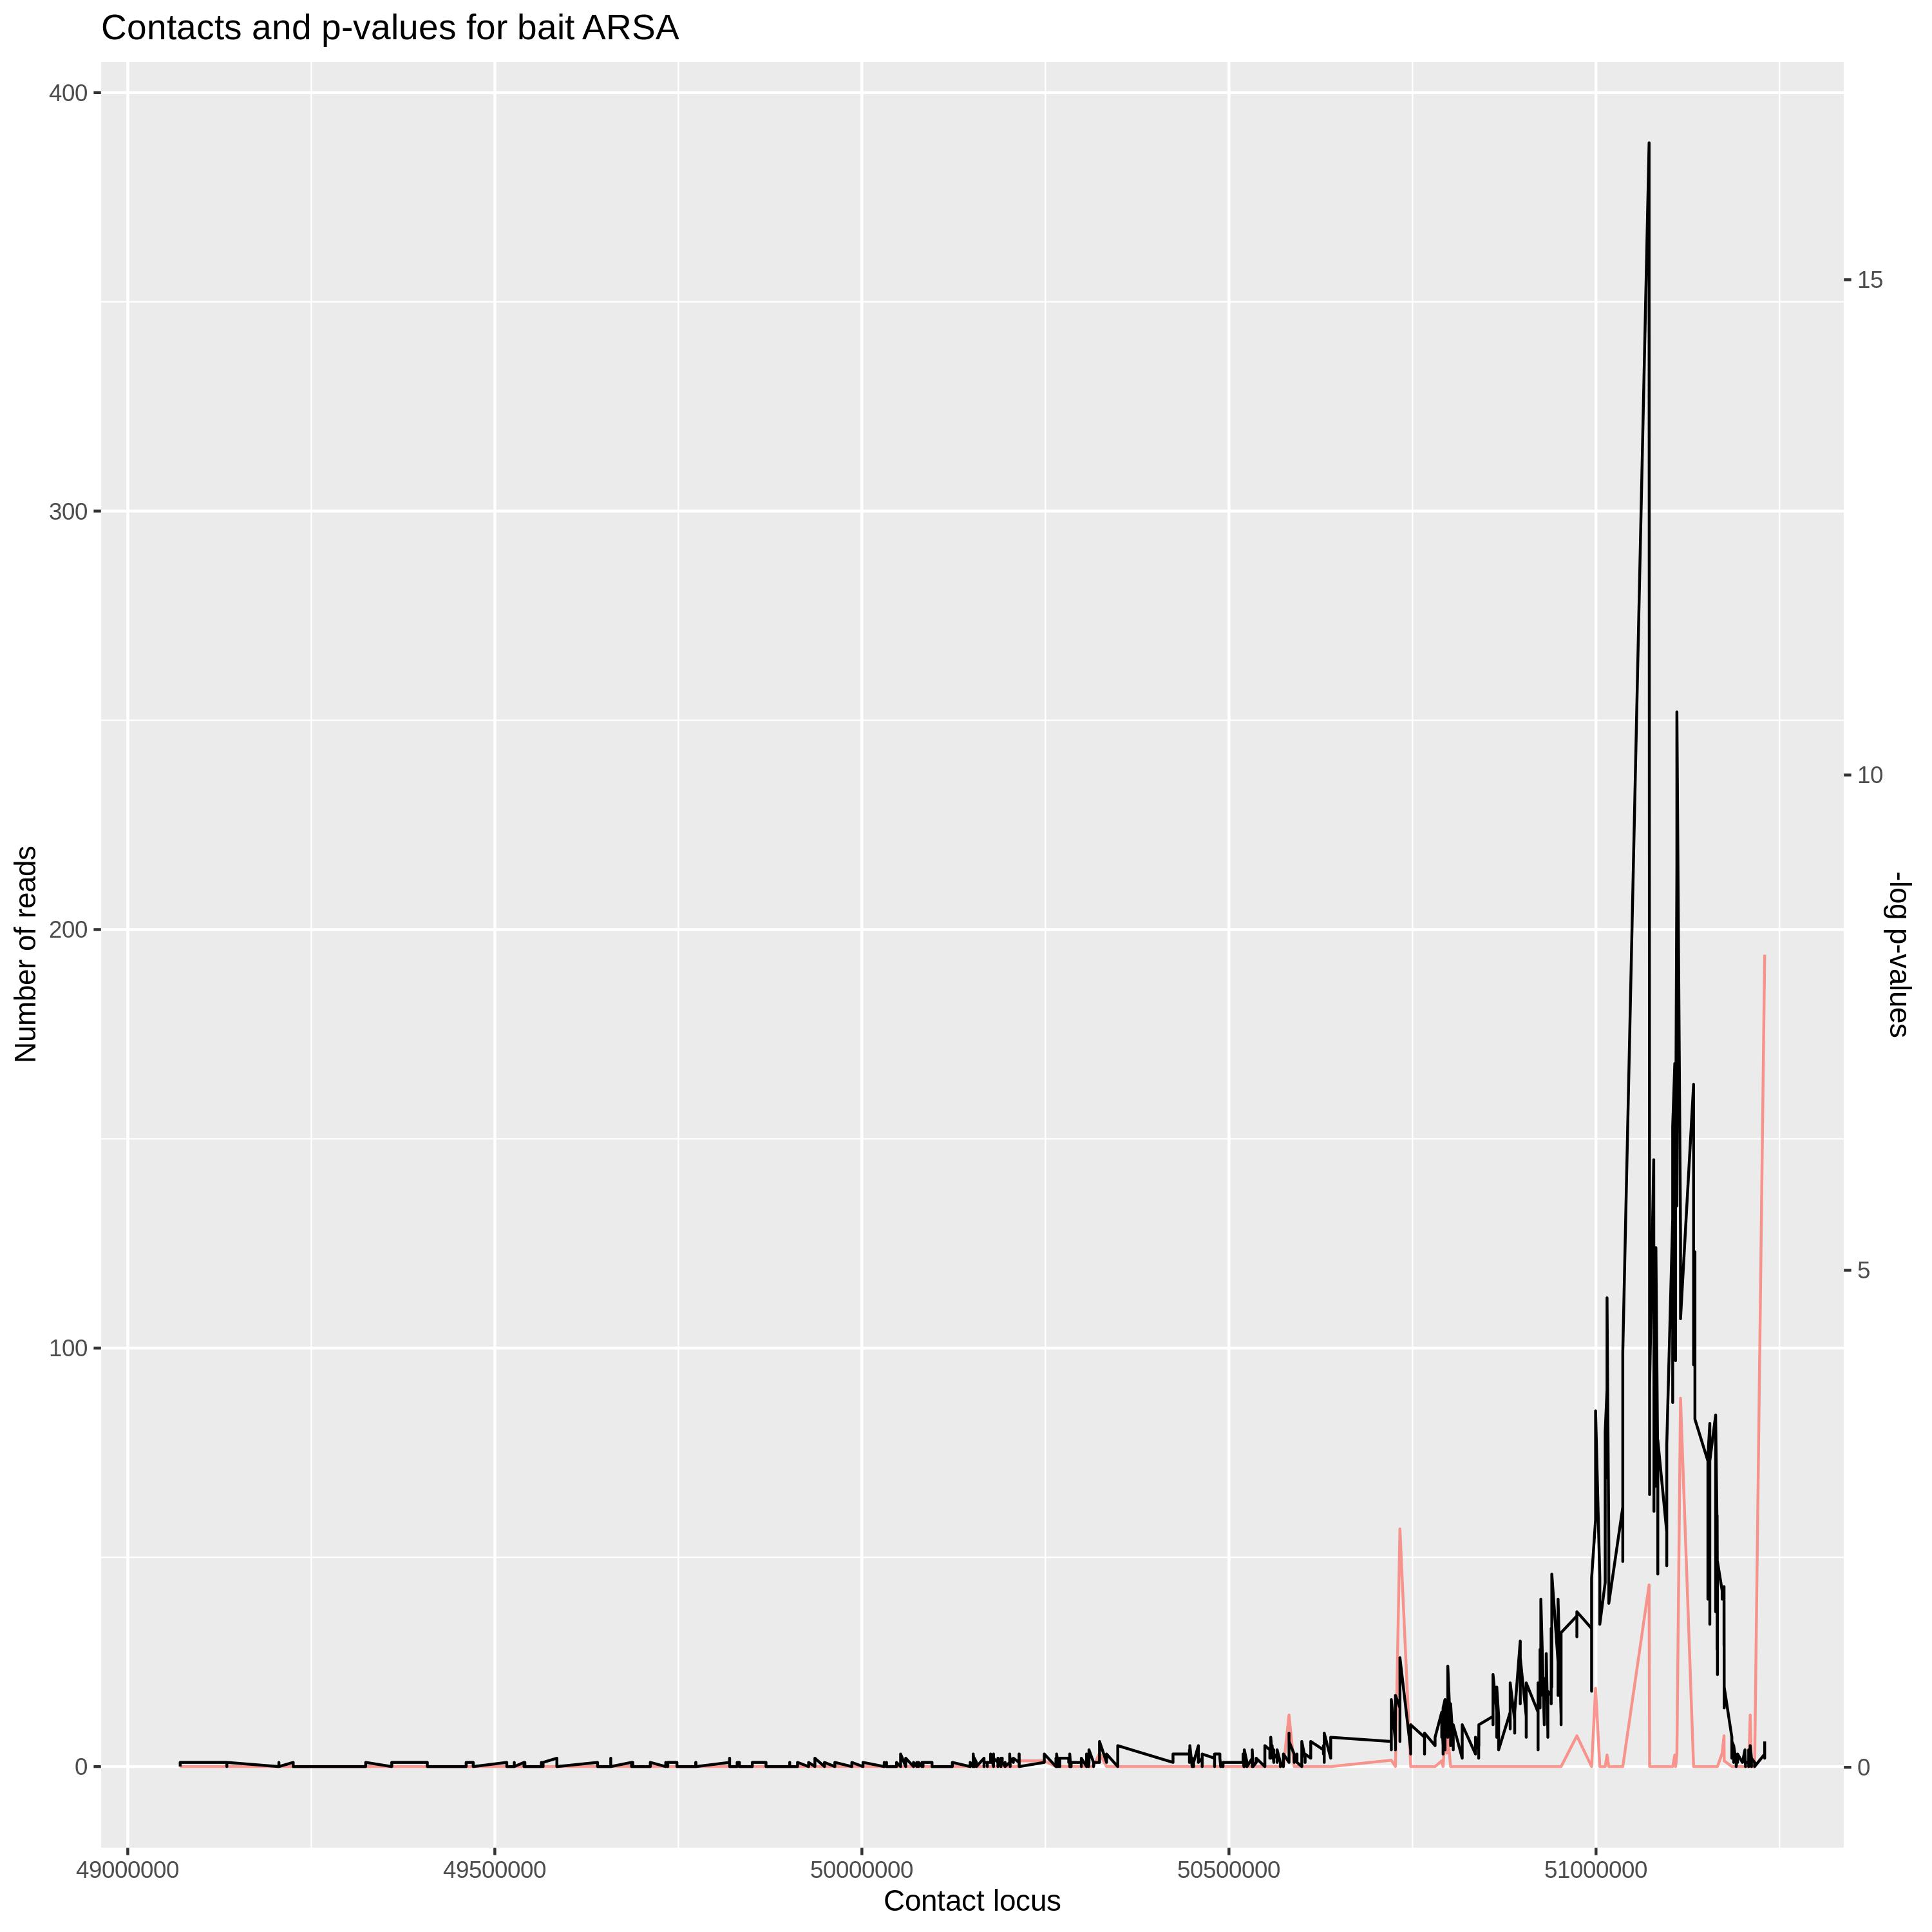 Contacts and p-values for bait ARSA
400
300
200
100
0
Number of reads
15
10
5
0
-log p-values
49000000 49500000 50000000 50500000 51000000
Contact locus